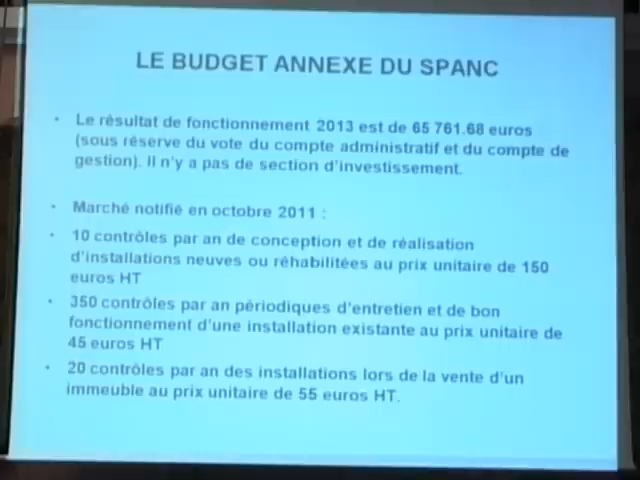 LE BUDGET ANNEXE DU SPANC
• Le résultat de fonctionnement 2013 est de 65 761.68 euros
(sous réserve du vote du compte administratif et du compte de
gestion). Il n'y a pas de section d'investissement.
• Marché notifié en octobre 2011 :
• 10 contrôles par an de conception et de réalisation
d'installations neuves ou réhabilitées au prix unitaire de 150
euros HT
• 350 contrôles par an périodiques d'entretien et de bon
fonctionnement d'une installation existante au prix unitaire de
45 euros HT
• 20 contrôles par an des installations lors de la vente d'un
immeuble au prix unitaire de 55 euros HT.